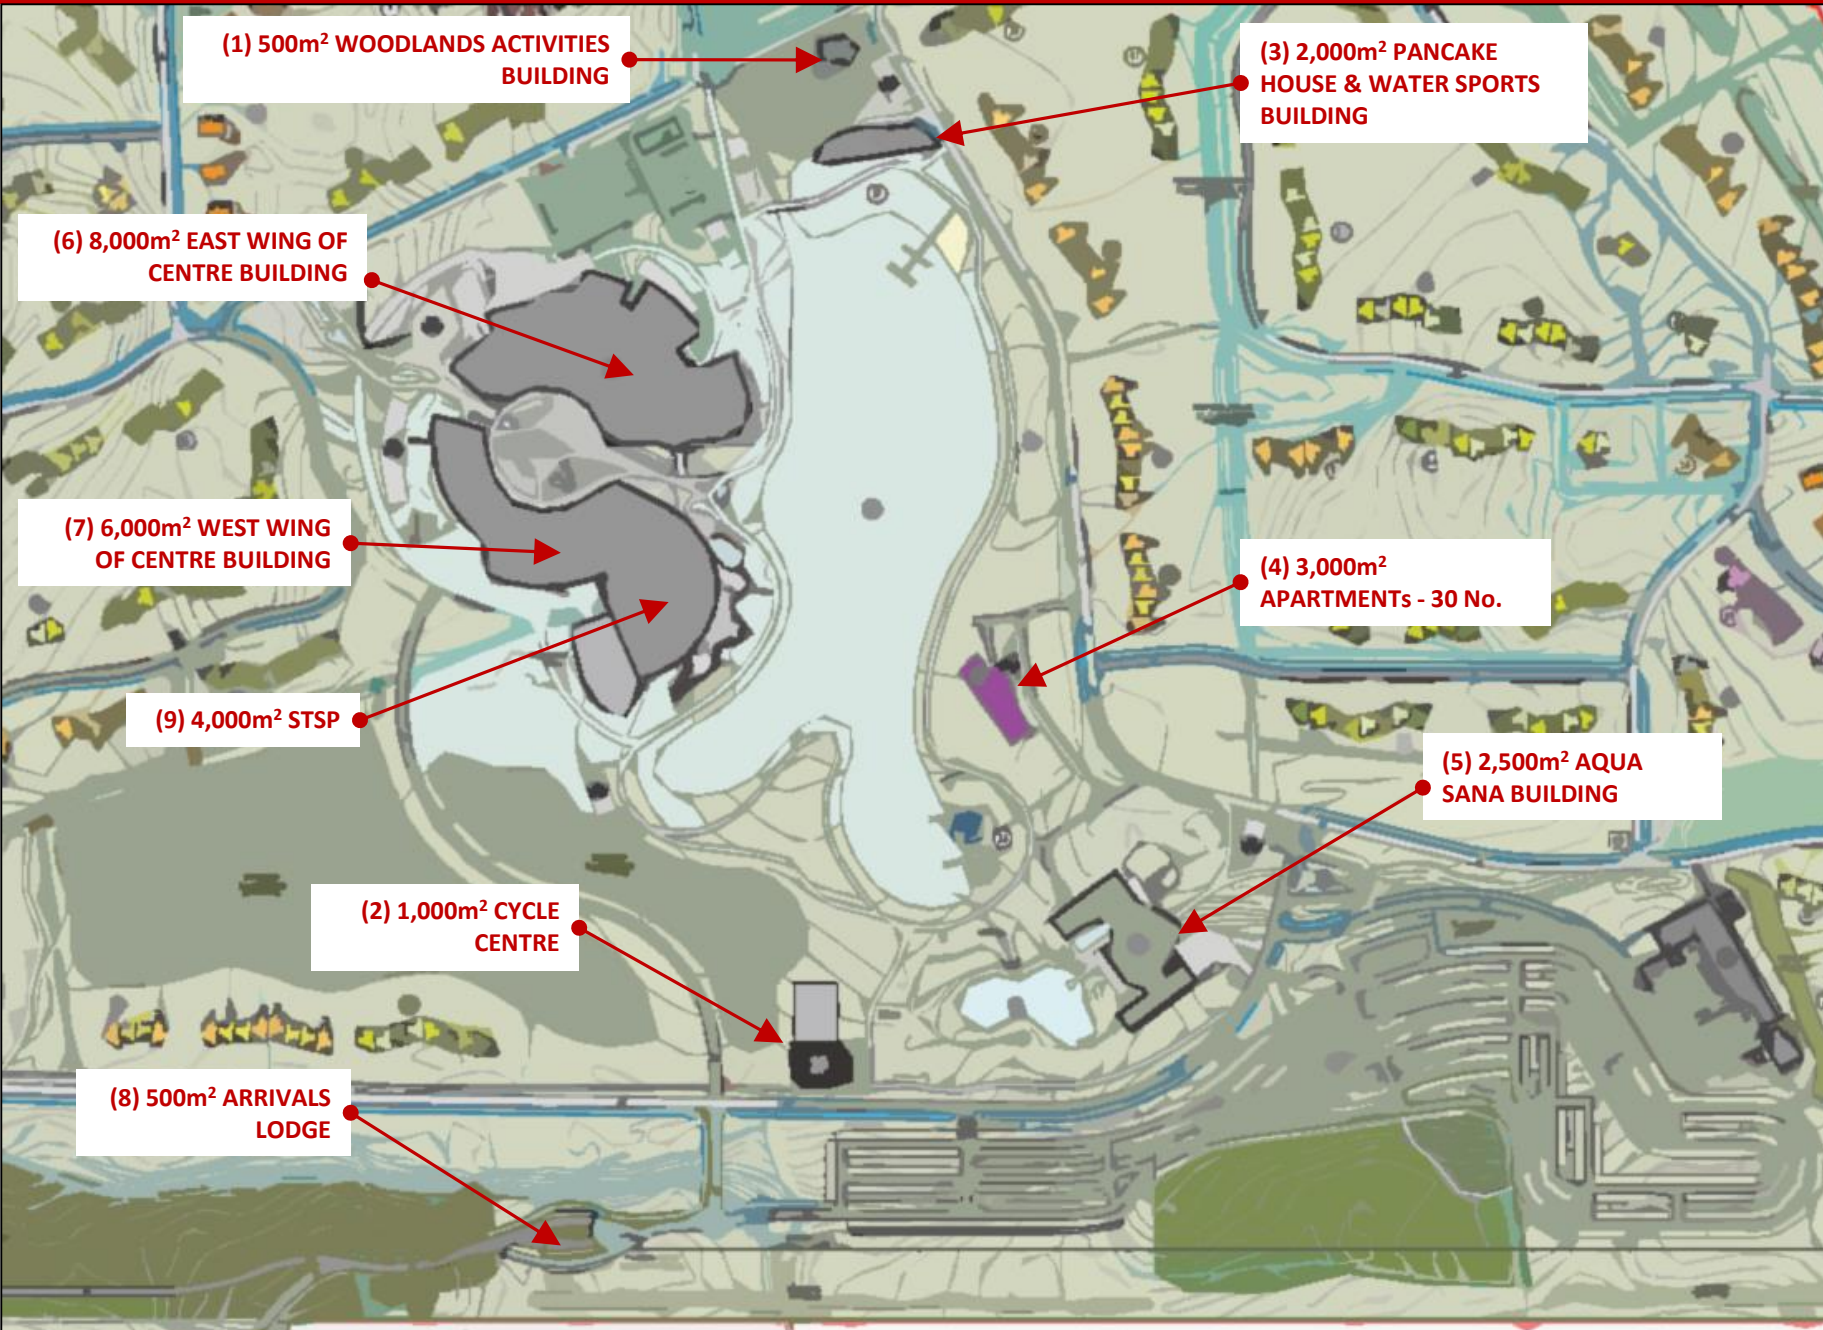 (1) 500m² WOODLANDS ACTIVITIES
BUILDING
(3) 2,000m² PANCAKE
HOUSE & WATER SPORTS
BUILDING
(6) 8,000m² EAST WING OF
CENTRE BUILDING
(7) 6,000m² WEST WING
OF CENTRE BUILDING
(4) 3,000m²
APARTMENTs - 30 No.
(9) 4,000m² STSP
(5) 2,500m² AQUA
SANA BUILDING
(2) 1,000m² CYCLE
CENTRE
(8) 500m² ARRIVALS
LODGE